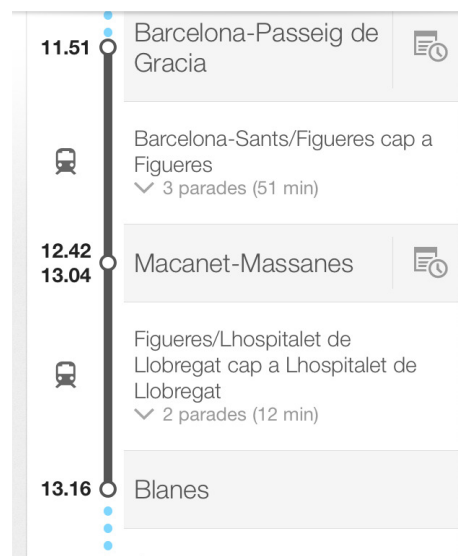 11.51
Barcelona-Passeig de
Gracia
Barcelona-Sants/Figueres cap a
Figueres
3 parades (51 min)
12.42
13.04
Macanet-Massanes
Figueres/Lhospitalet de
Llobregat cap a Lhospitalet de
Llobregat
2 parades (12 min)
13.16
Blanes